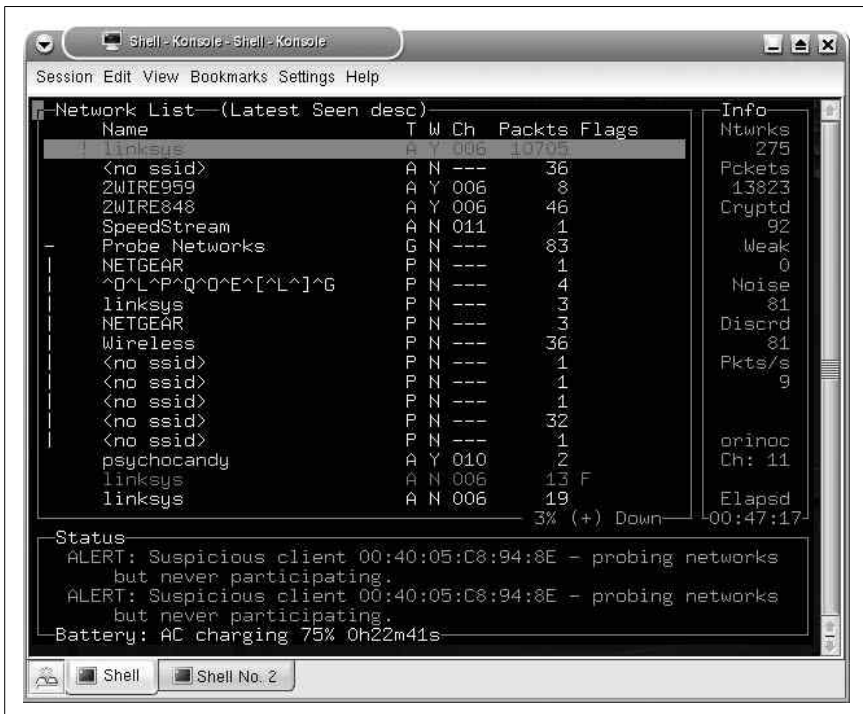 Shell - Konsole - Shell - Konsole
Session Edit View Bookmarks Settings Help
Network List—(Latest Seen desc)
Name T W Ch Packts Flags
! linksys A Y 006 10705
<no ssid> A N --- 36
2WIRE959 A Y 006 8
2WIRE848 A Y 006 46
SpeedStream A N 011 1
- Probe Networks G N --- 83
| NETGEAR P N --- 1
| ^O^L^P^Q^O^E^[^L^]^G P N --- 4
| linksys P N --- 3
| NETGEAR P N --- 3
| Wireless P N --- 36
| <no ssid> P N --- 1
| <no ssid> P N --- 1
| <no ssid> P N --- 1
| <no ssid> P N --- 32
| <no ssid> P N --- 1
psychocandy A Y 010 2
linksys A N 006 13 F
linksys A N 006 19
3% (+) Down
Info
Ntwrks
275
Pckets
13823
Cryptd
92
Weak
0
Noise
81
Discrd
81
Pkts/s
9
orinoc
Ch: 11
Elapsd
00:47:17
Status
ALERT: Suspicious client 00:40:05:C8:94:8E - probing networks
but never participating.
ALERT: Suspicious client 00:40:05:C8:94:8E - probing networks
but never participating.
Battery: AC charging 75% 0h22m41s
Shell Shell No. 2